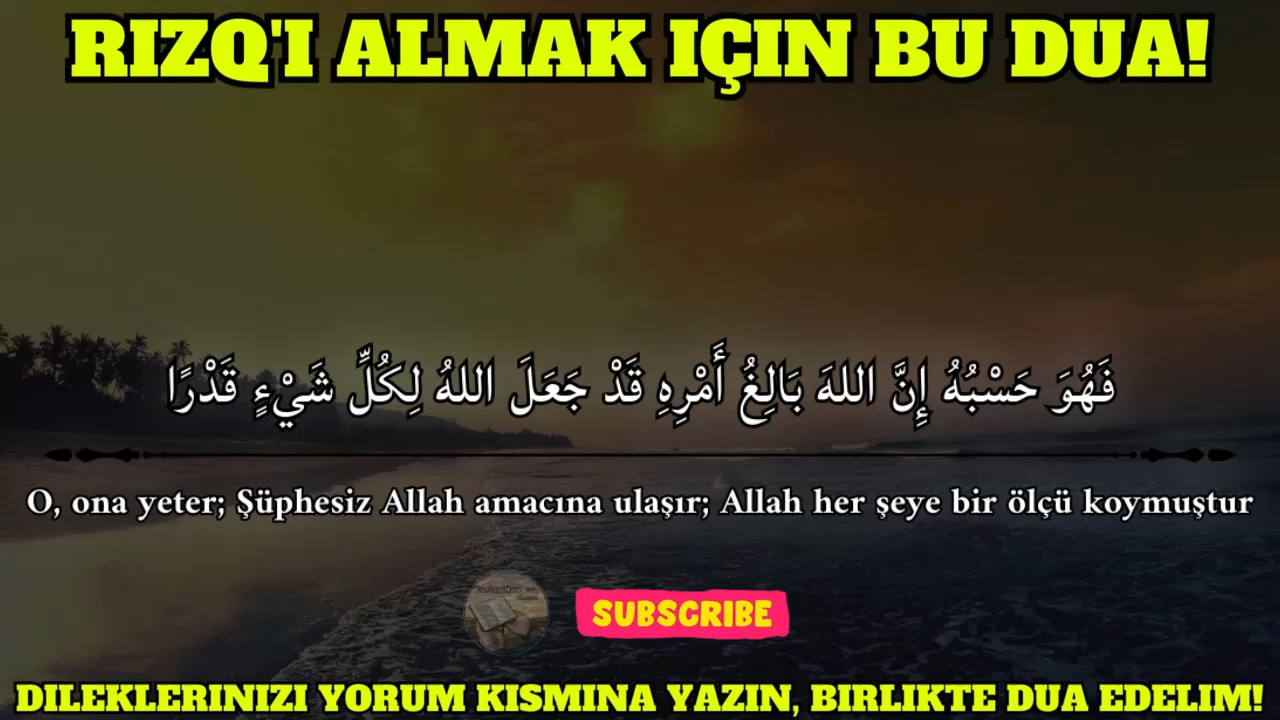 RIZQ'I ALMAK IÇIN BU DUA!
فَهُوَ حَسْبُهُ إِنَّ اللهَ بَالِغُ أَمْرِهِ قَدْ جَعَلَ اللهُ لِكُلِّ شَيْءٍ قَدْرًا
O, ona yeter; Şüphesiz Allah amacına ulaşır; Allah her şeye bir ölçü koymuştur
SUBSCRIBE
DILEKLERINIZI YORUM KISMINA YAZIN, BIRLIKTE DUA EDELIM!